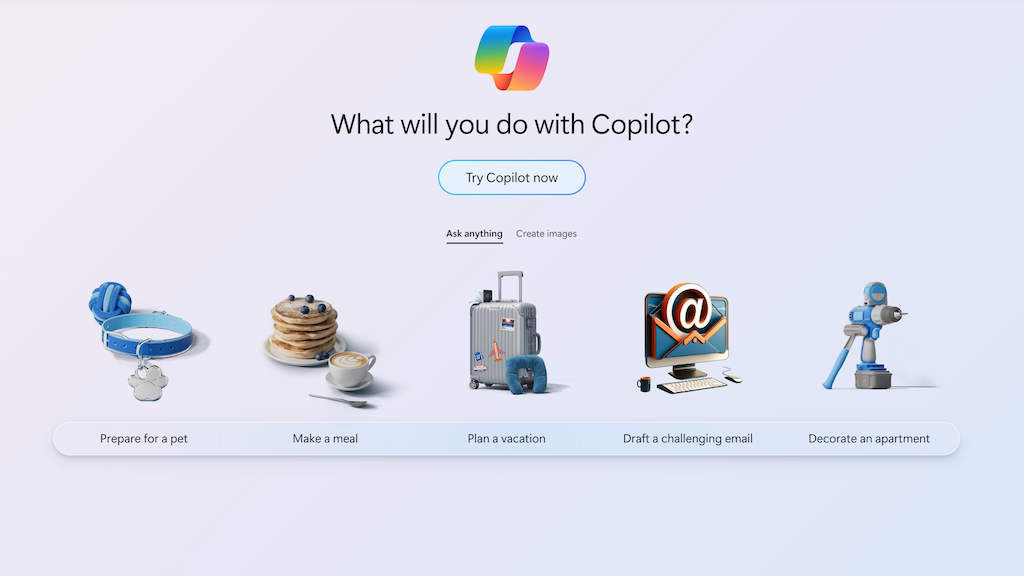 What will you do with Copilot?
Try Copilot now
Ask anything Create images
@
Prepare for a pet Make a meal Plan a vacation Draft a challenging email Decorate an apartment